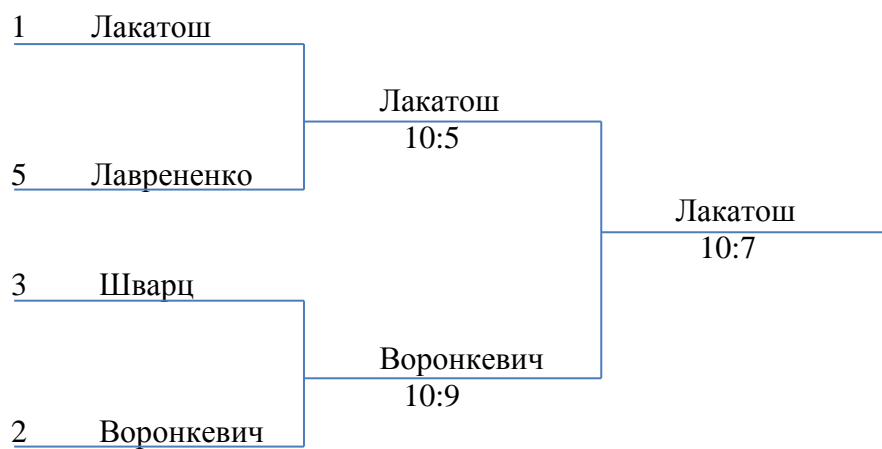 1 Лакатош
Лакатош
10:5
5 Лаврененко
Лакатош
10:7
3 Шварц
Воронкевич
10:9
2 Воронкевич